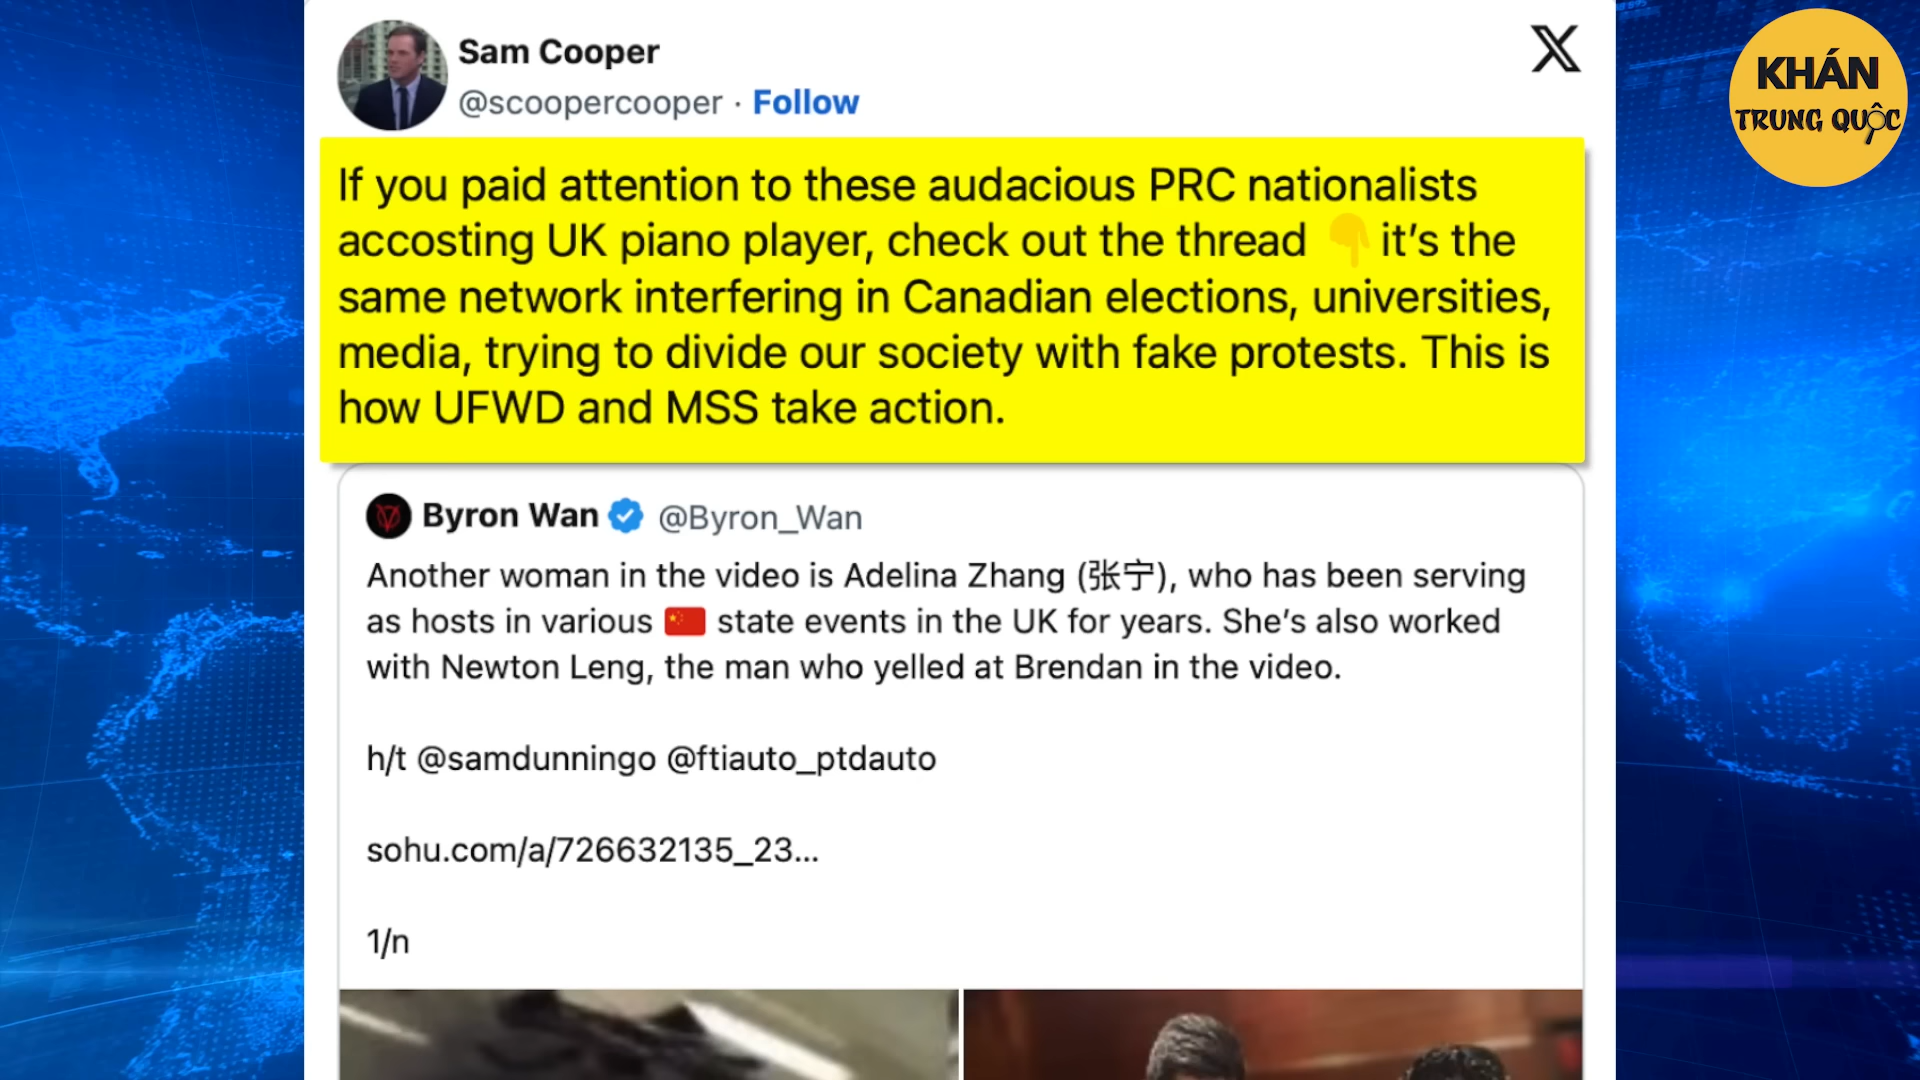 Sam Cooper
@scoopercooper · Follow
KHÁN
TRUNG QUỐC
If you paid attention to these audacious PRC nationalists
accosting UK piano player, check out the thread 👇 it's the
same network interfering in Canadian elections, universities,
media, trying to divide our society with fake protests. This is
how UFWD and MSS take action.
Byron Wan @Byron_Wan
Another woman in the video is Adelina Zhang (张宁), who has been serving
as hosts in various 🇨🇳 state events in the UK for years. She's also worked
with Newton Leng, the man who yelled at Brendan in the video.
h/t @samdunningo @ftiauto_ptdauto
sohu.com/a/726632135_23...
1/n